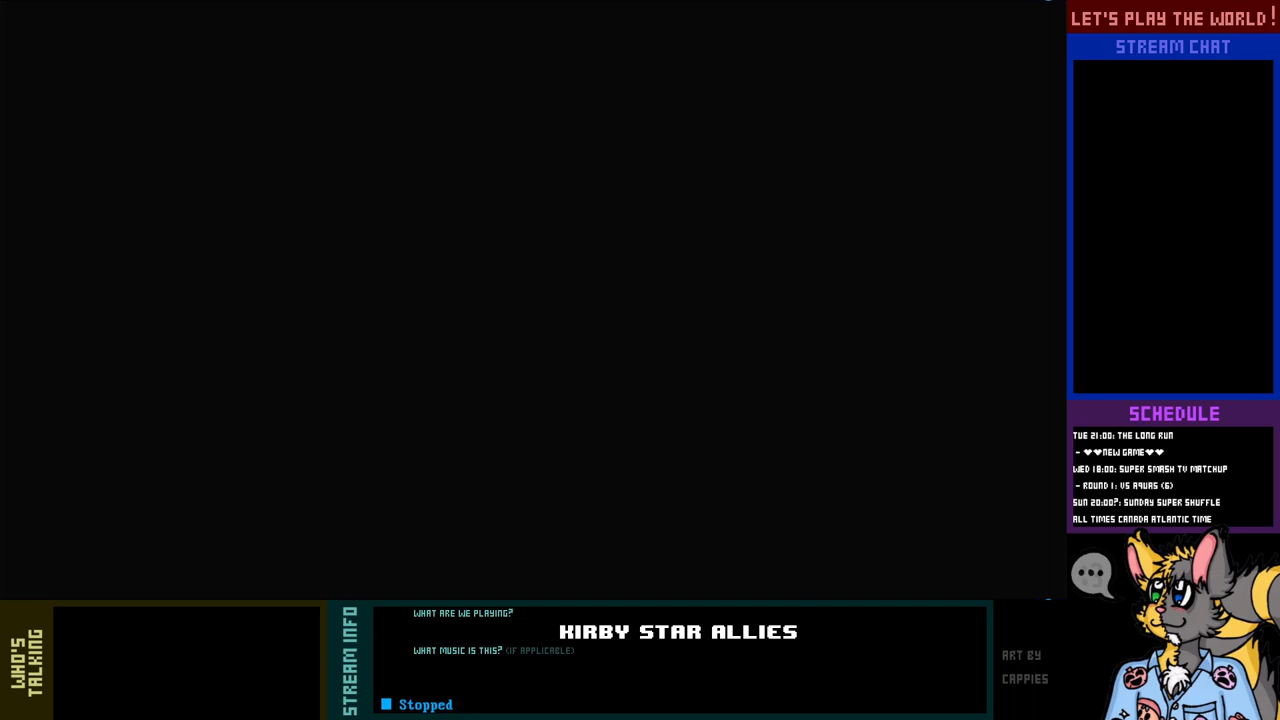 LET'S PLAY THE WORLD!
STREAM CHAT
SCHEDULE
TUE 21:00: THE LONG RUN
- ♥♥NEW GAME♥♥
WED 18:00: SUPER SMASH TV MATCHUP
- ROUND 1: VS AQUAS (6)
SUN 20:00?: SUNDAY SUPER SHUFFLE
ALL TIMES CANADA ATLANTIC TIME
WHO'S
TALKING
STREAM INFO
WHAT ARE WE PLAYING?
KIRBY STAR ALLIES
WHAT MUSIC IS THIS? (IF APPLICABLE)
Stopped
ART BY
CAPPIES